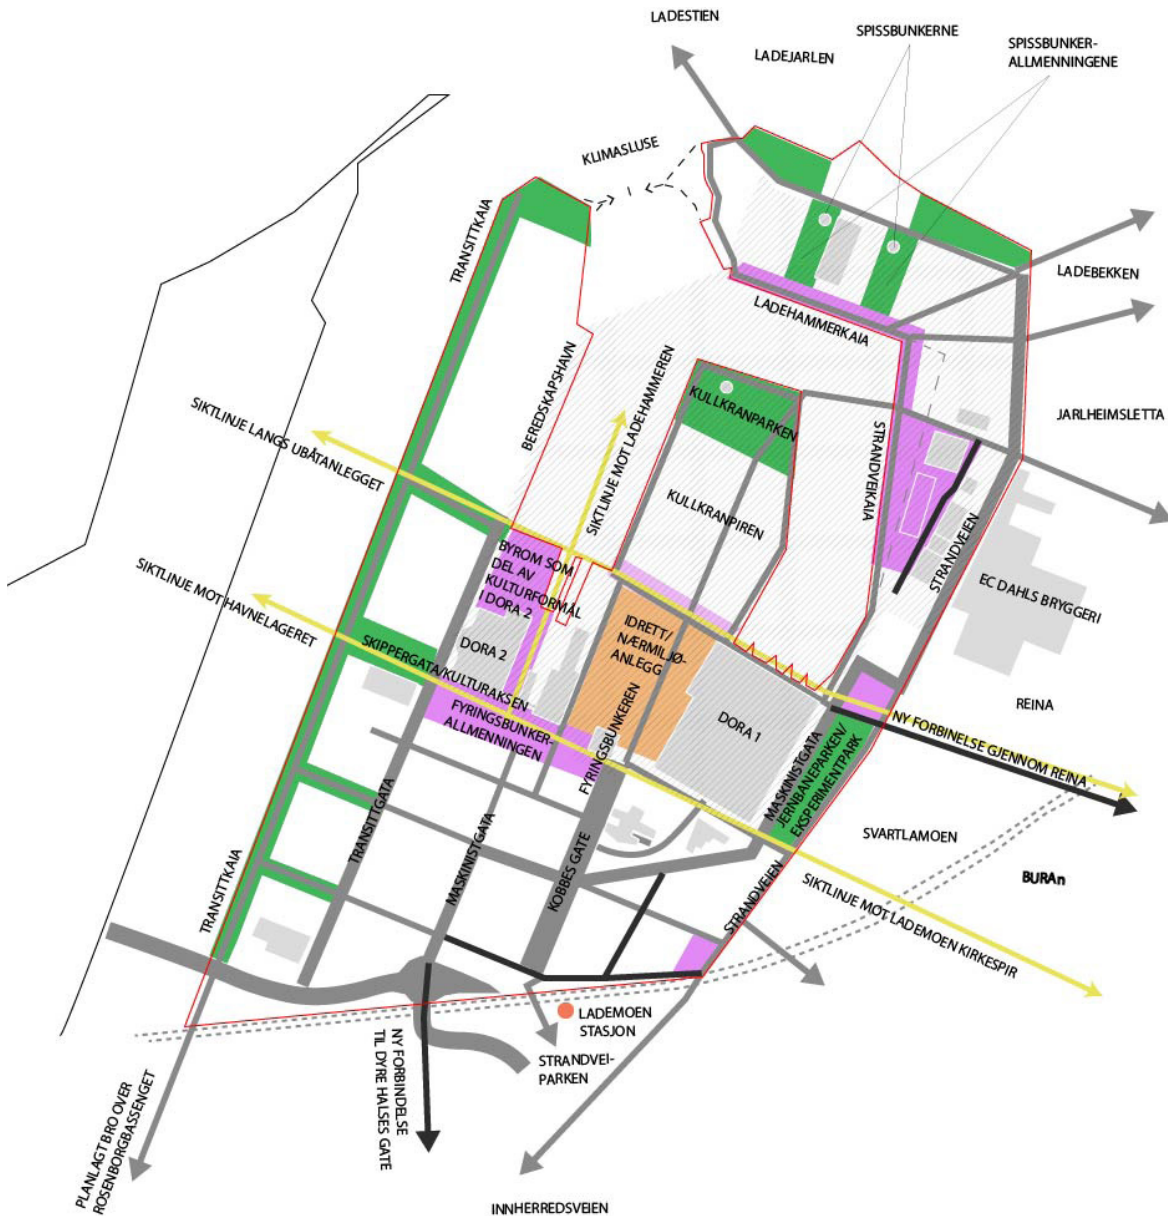 LADESTIEN
SPISSBUNKERNE
SPISSBUNKER-
ALLMENNINGENE
LADEJARLEN
KLIMASLUSE
TRANSITTKAIA
LADEBEKKEN
LADEHAMMERKAIA
BEREDSKAPSHAVN
SIKTLINJE MOT LADEHAMMEREN
KULLKRANPARKEN
JARLHEIMSLETTA
SIKTLINJE LANGS UBÅTANLEGGET
STRANDVEIKAIA
KULLKRANPIREN
STRANDVEIEN
BYROM SOM
DEL AV
KULTURFORMÅL
I DORA 2
EC DAHLS BRYGGERI
SIKTLINJE MOT HAVNELAGERET
IDRETT/
NÆRMILJØ-
ANLEGG
DORA 2
SKIPPERGATA/KULTURAKSEN
FYRINGSBUNKER-
ALLMENNINGEN
FYRINGSBUNKEREN
DORA 1
REINA
NY FORBINELSE GJENNOM REINA
MASKINISTGATA
JERNBANEPARKEN/
EKSPERIMENTPARK
TRANSITTGATA
MASKINISTGATA
KOBBES GATE
SVARTLAMOEN
BURAn
TRANSITTKAIA
STRANDVEIEN
SIKTLINJE MOT LADEMOEN KIRKESPIR
LADEMOEN
STASJON
STRANDVEI-
PARKEN
NY FORBINDELSE
TIL DYRE HALSES GATE
PLANLAGT BRO OVER
ROSENBORGBASSENGET
INNHERREDSVEIEN